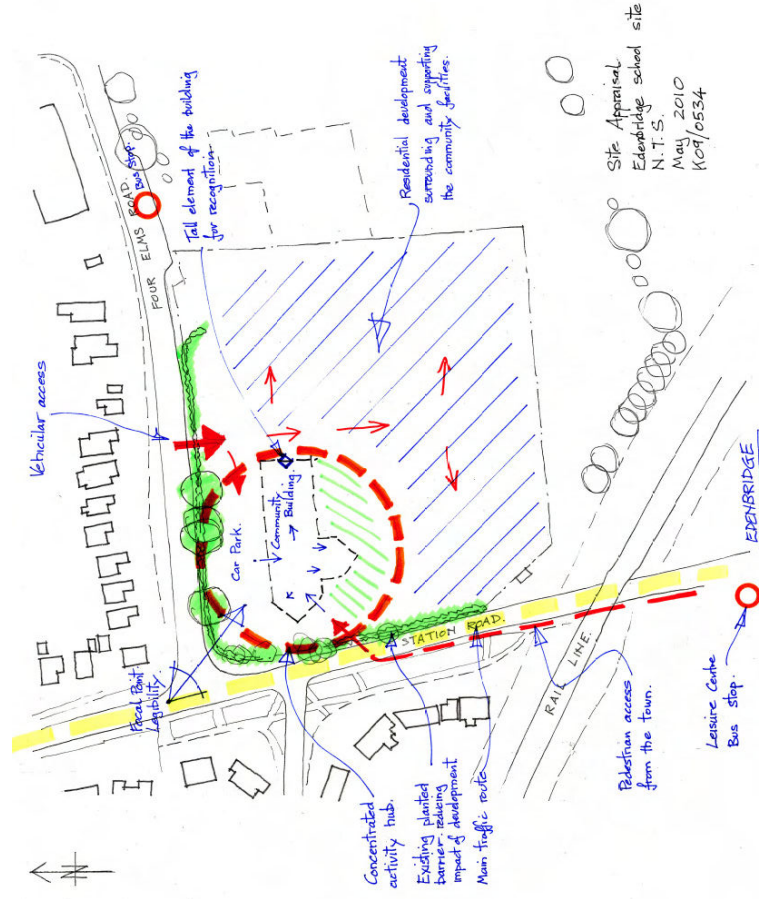 Vehicular access
FOUR ELMS ROAD.
Bus Stop.
Tall element of the building
for recognition.
Residential development
surrounding and supporting
the community facilities.
Car Park.
Community
Building.
Focal Point
Legibility
STATION ROAD.
RAIL LINE.
Concentrated
activity hub.
Existing planted
barrier reducing
impact of development.
Main traffic route
Pedestrian access
from the town.
Leisure Centre
Bus Stop.
EDENBRIDGE
Site Appraisal
Edenbridge school site
N.T.S.
May 2010
K09/0534
N